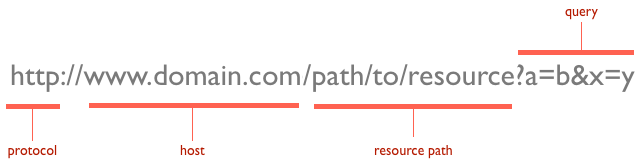 query
http://www.domain.com/path/to/resource?a=b&x=y
protocol
host
resource path